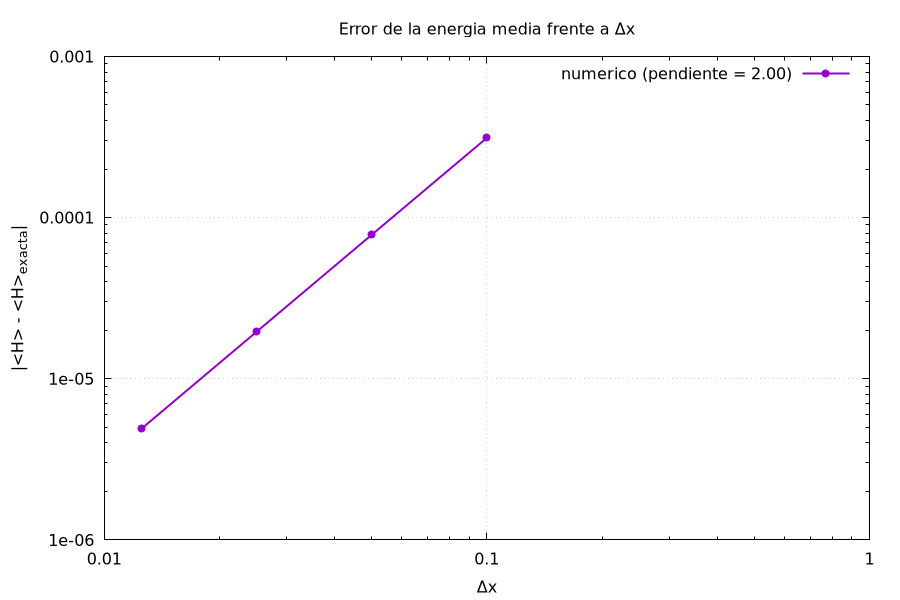 Error de la energia media frente a Δx
numerico (pendiente = 2.00)
|<H> - <H>exacta|
0.001
0.0001
1e-05
1e-06
0.01
0.1
1
Δx